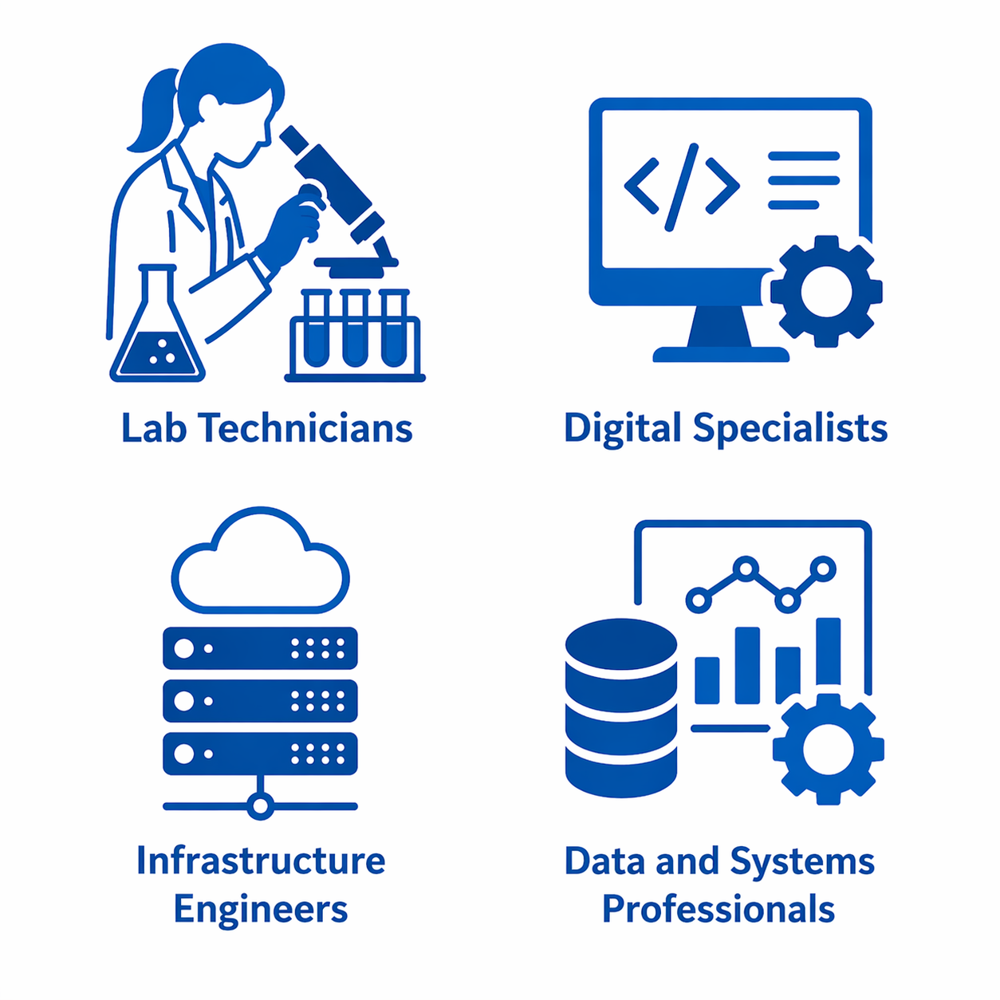 Lab Technicians
Digital Specialists
Infrastructure
Engineers
Data and Systems
Professionals